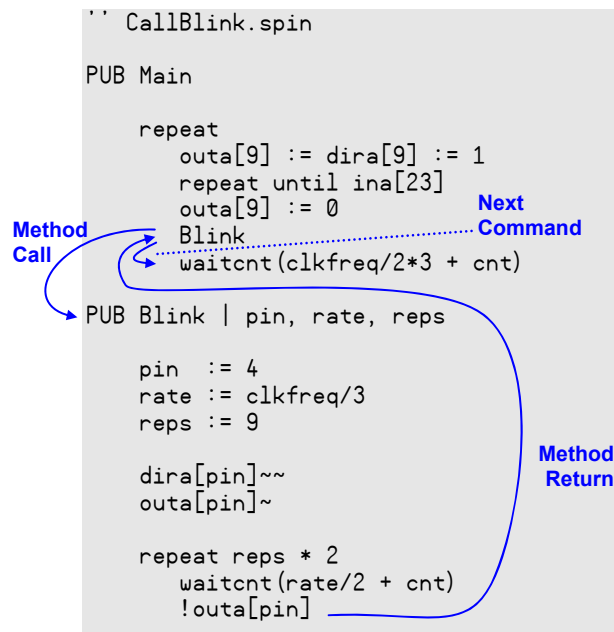 '' CallBlink.spin
PUB Main
repeat
outa[9] := dira[9] := 1
repeat until ina[23]
outa[9] := 0
Blink
waitcnt(clkfreq/2*3 + cnt)
Method
Call
Next
Command
PUB Blink | pin, rate, reps
pin := 4
rate := clkfreq/3
reps := 9
dira[pin]~~
outa[pin]~
repeat reps * 2
waitcnt(rate/2 + cnt)
!outa[pin]
Method
Return